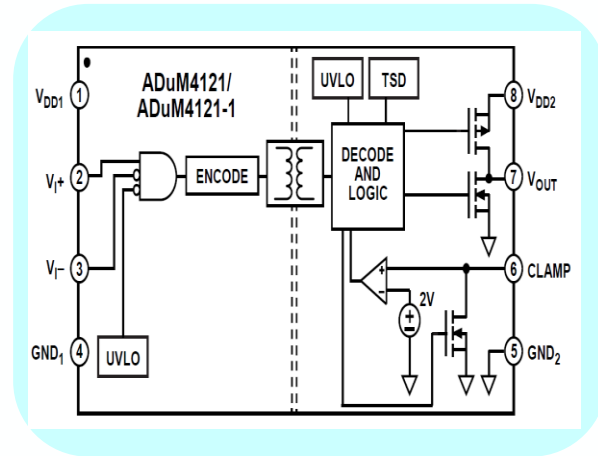 ADuM4121/
ADuM4121-1
UVLO
TSD
VDD1
1
8
VDD2
VI+
2
ENCODE
DECODE
AND
LOGIC
7
VOUT
VI−
3
+
−
2V
+
−
6
CLAMP
GND1
4
UVLO
5
GND2